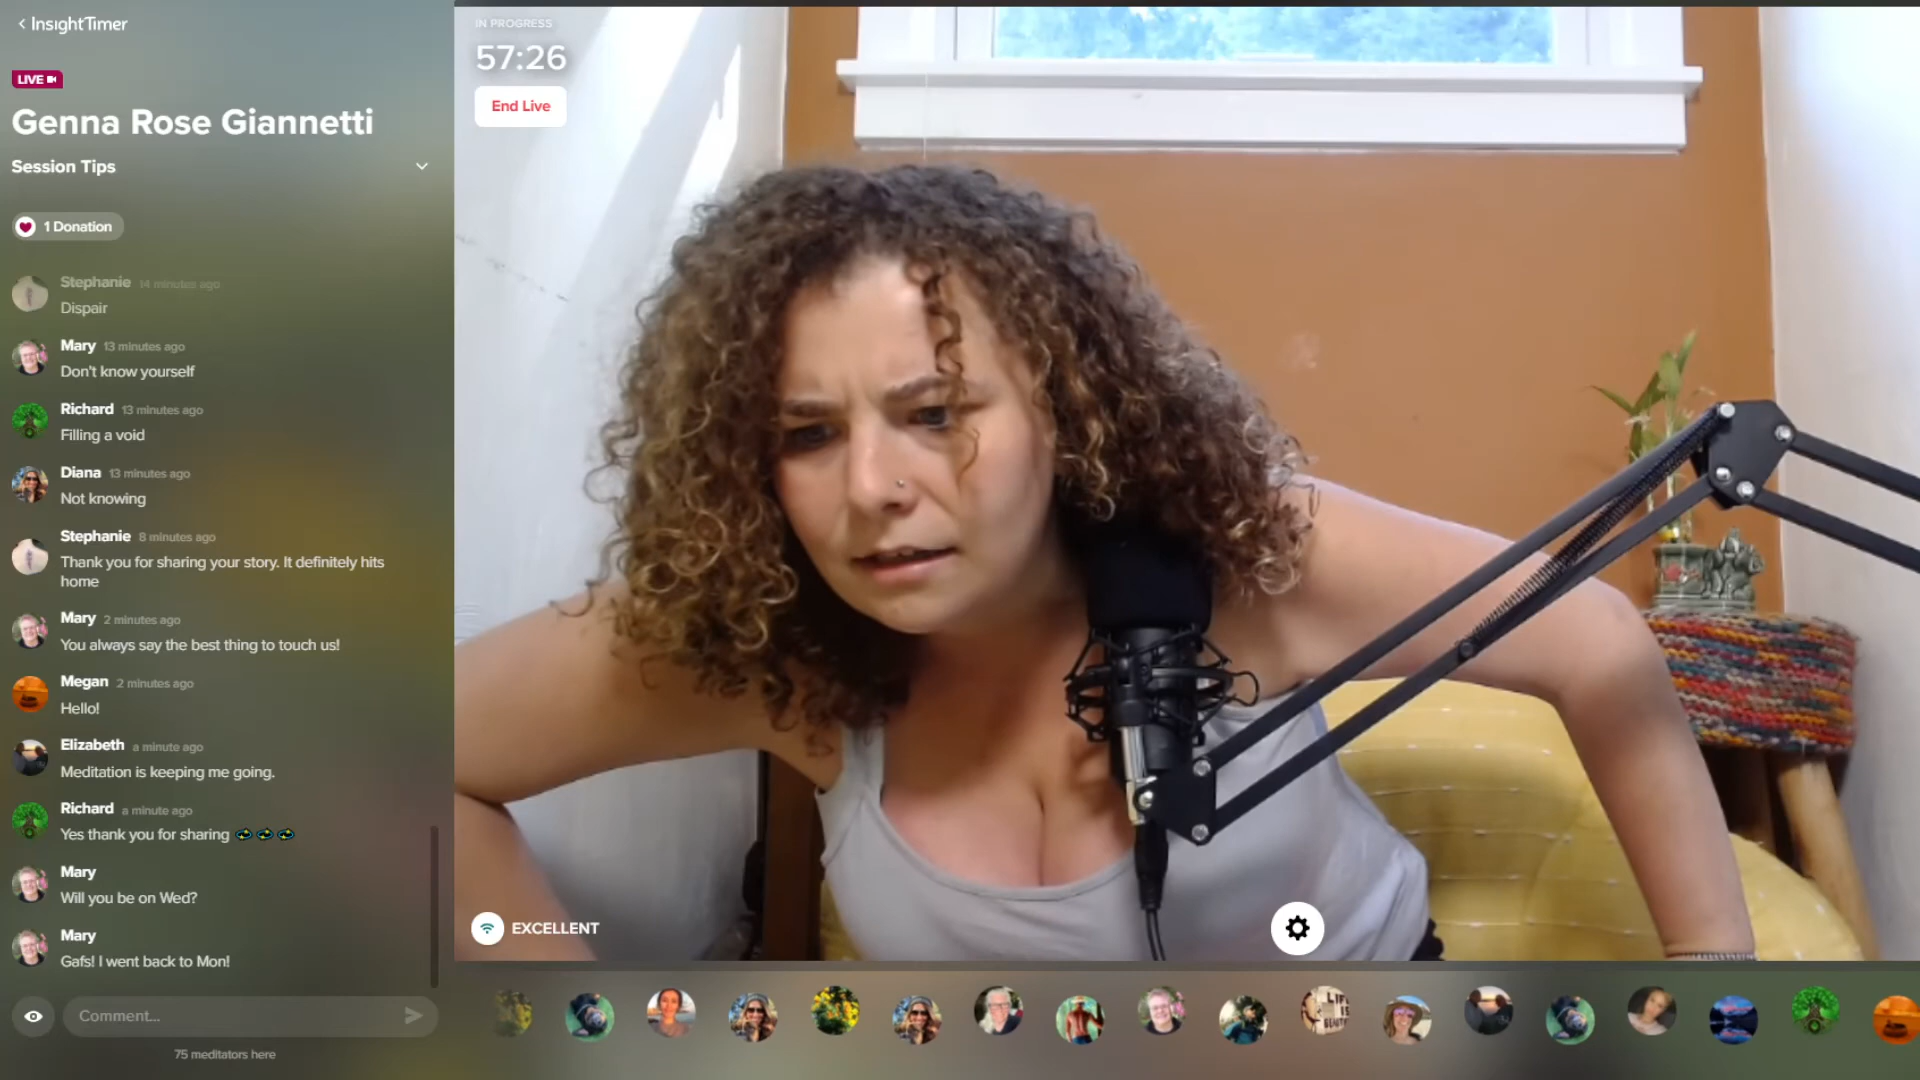 InsightTimer
LIVE
Genna Rose Giannetti
Session Tips
1 Donation
Stephanie 14 minutes ago
Dispair
Mary 13 minutes ago
Don't know yourself
Richard 13 minutes ago
Filling a void
Diana 13 minutes ago
Not knowing
Stephanie 8 minutes ago
Thank you for sharing your story. It definitely hits
home
Mary 2 minutes ago
You always say the best thing to touch us!
Megan 2 minutes ago
Hello!
Elizabeth a minute ago
Meditation is keeping me going.
Richard a minute ago
Yes thank you for sharing
Mary
Will you be on Wed?
Mary
Gafs! I went back to Mon!
Comment...
75 meditators here
IN PROGRESS
57:26
End Live
EXCELLENT